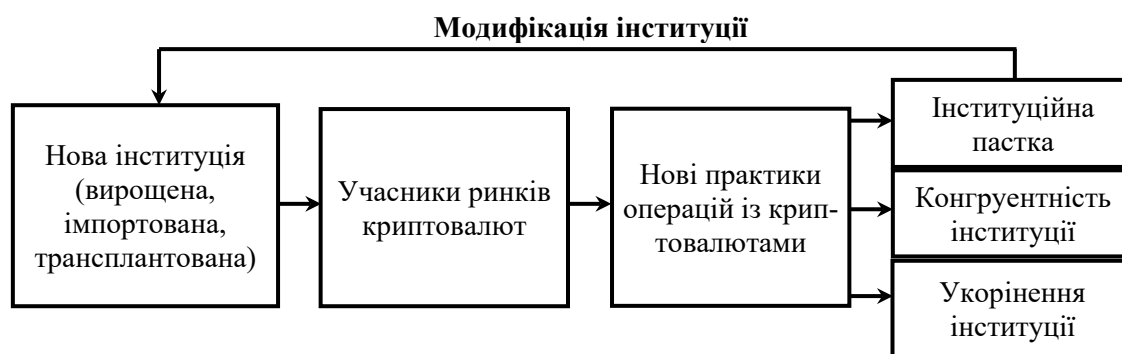 Модифікація інституції
Нова інституція
(вирощена,
імпортована,
трансплантована)
Учасники ринків
криптовалют
Нові практики
операцій із крип-
товалютами
Інституційна
пастка
Конгруентність
інституції
Укорінення
інституції